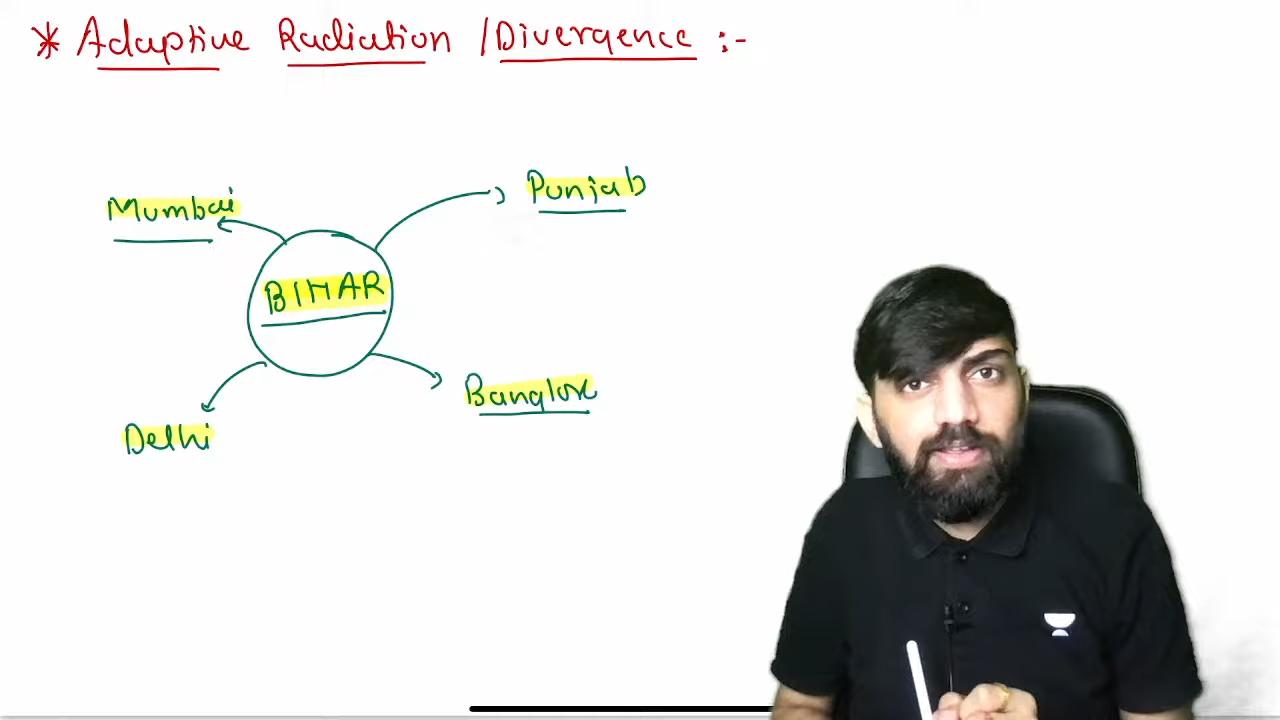 * Adaptive Radiation / Divergence :-
Mumbai
Punjab
BIHAR
Banglore
Delhi